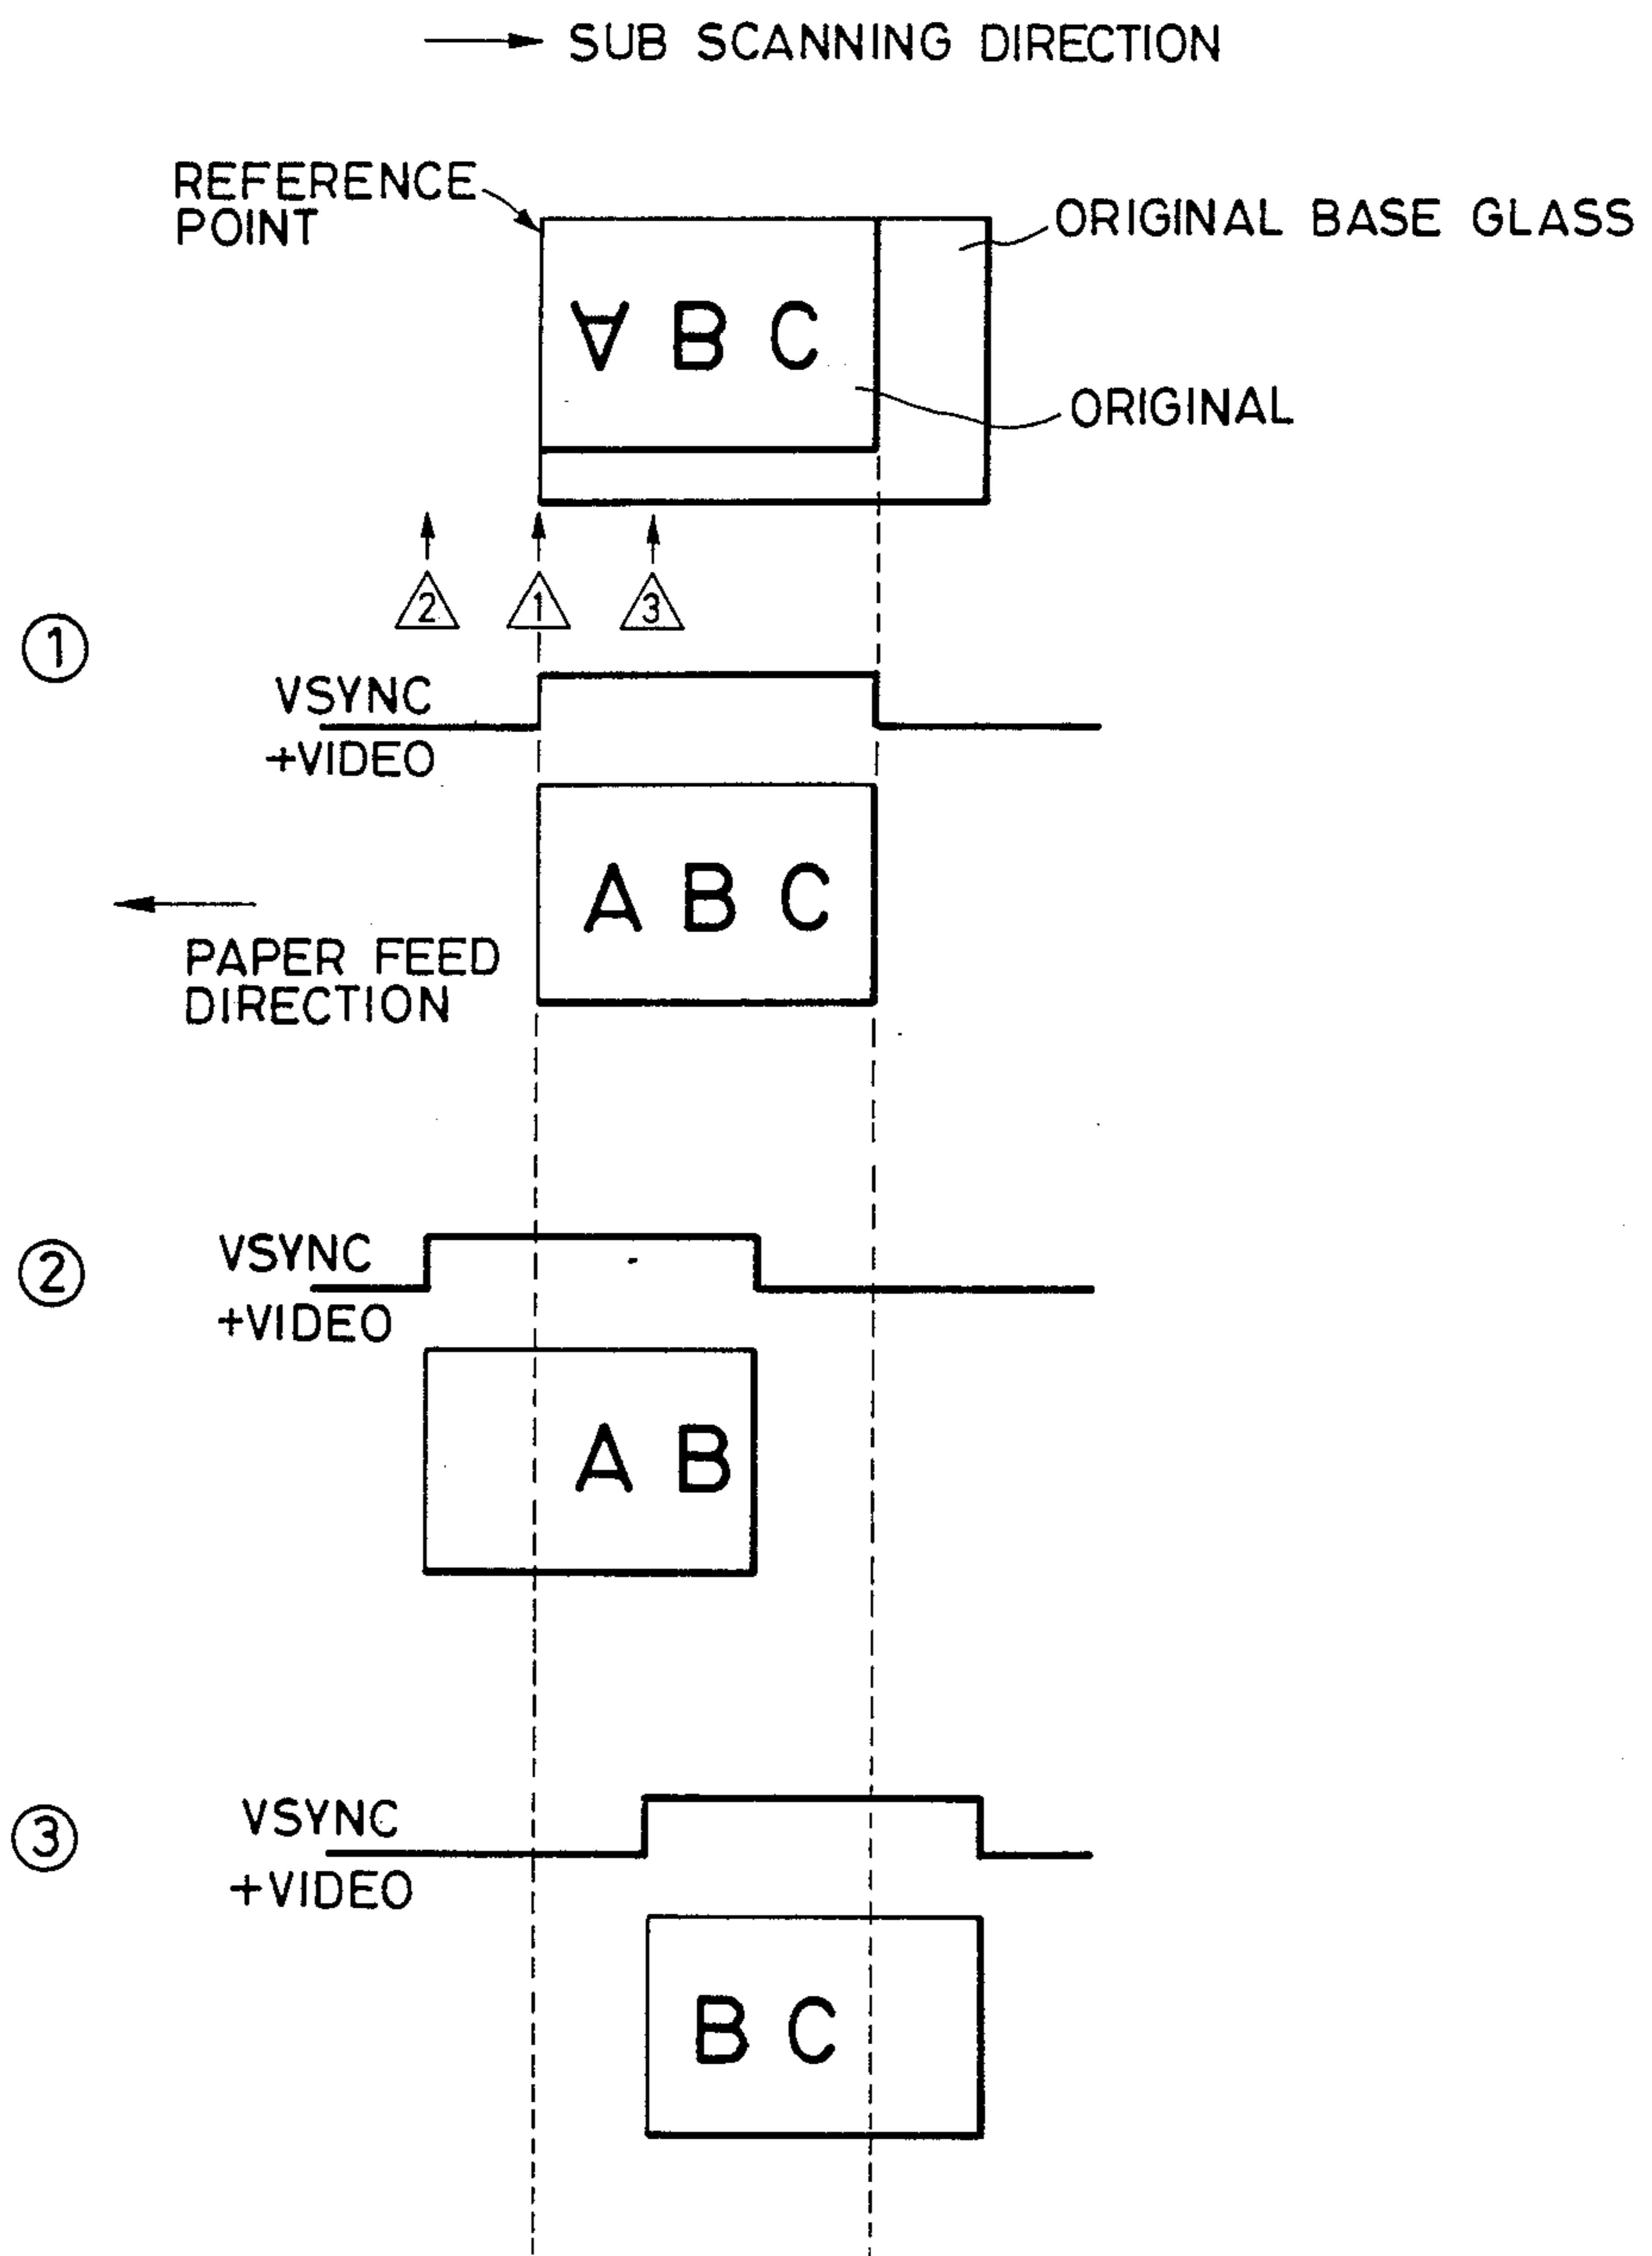 SUB SCANNING DIRECTION
REFERENCE
POINT
ORIGINAL BASE GLASS
∀ B C
ORIGINAL
2 1 3
①
VSYNC
+VIDEO
A B C
PAPER FEED
DIRECTION
②
VSYNC
+VIDEO
A B
③
VSYNC
+VIDEO
B C